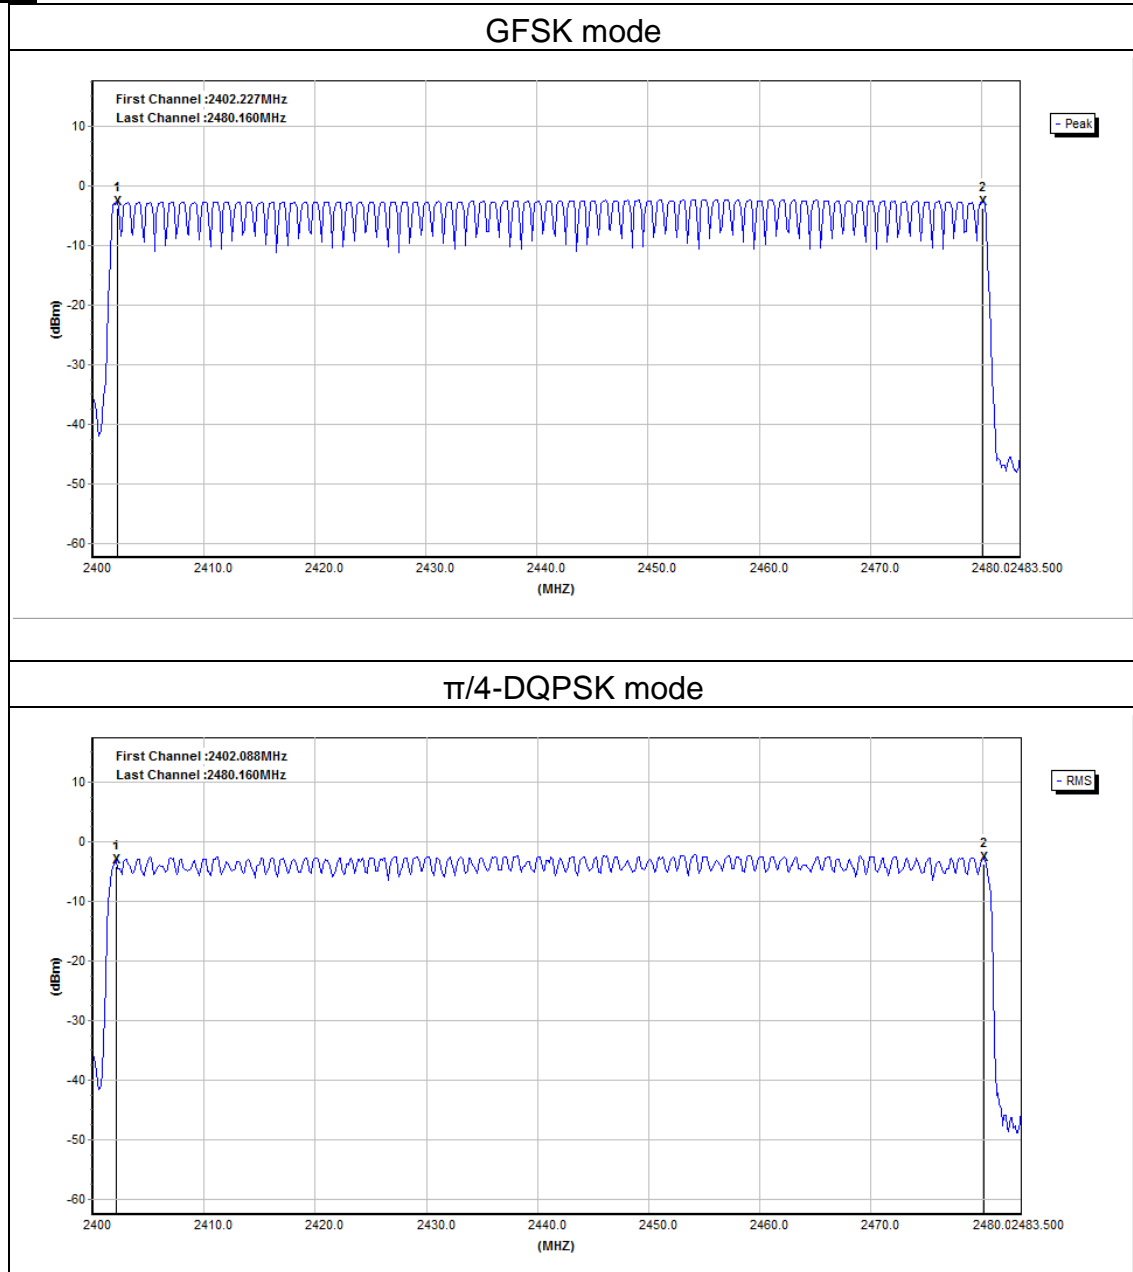 GFSK mode
First Channel :2402.227MHz
Last Channel :2480.160MHz
- Peak
10
0
-10
-20
-30
-40
-50
-60
(dBm)
1
X
2
X
2400 2410.0 2420.0 2430.0 2440.0 2450.0 2460.0 2470.0 2480.02483.500
(MHZ)
π/4-DQPSK mode
First Channel :2402.088MHz
Last Channel :2480.160MHz
- RMS
10
0
-10
-20
-30
-40
-50
-60
(dBm)
1
X
2
X
2400 2410.0 2420.0 2430.0 2440.0 2450.0 2460.0 2470.0 2480.02483.500
(MHZ)